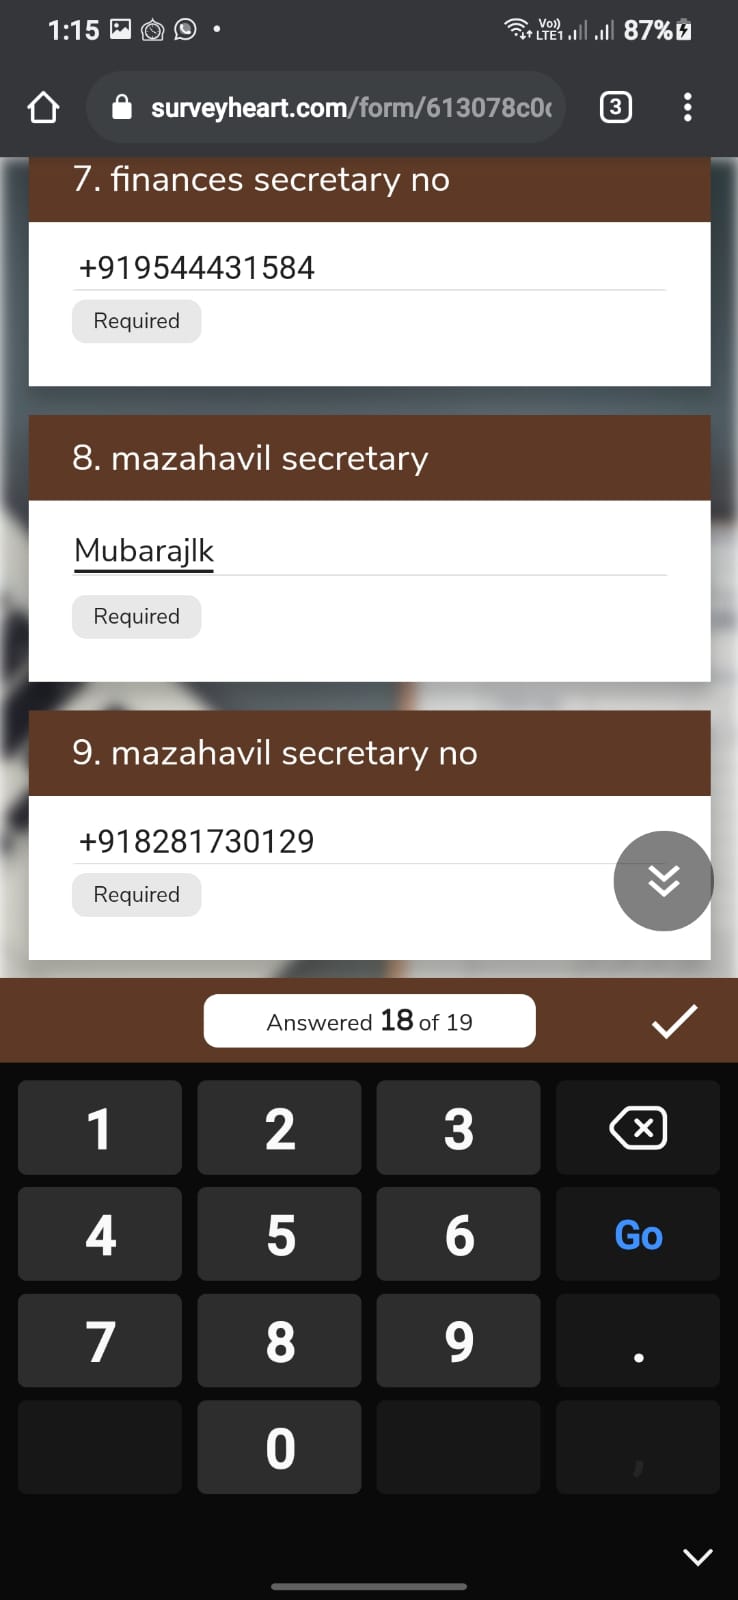 1:15
Vo)) LTE1 87%
surveyheart.com/form/613078c0
3
7. finances secretary no
+919544431584
Required
8. mazahavil secretary
Mubarajlk
Required
9. mazahavil secretary no
+918281730129
Required
Answered 18 of 19
1 2 3
4 5 6 Go
7 8 9 .
0 ,